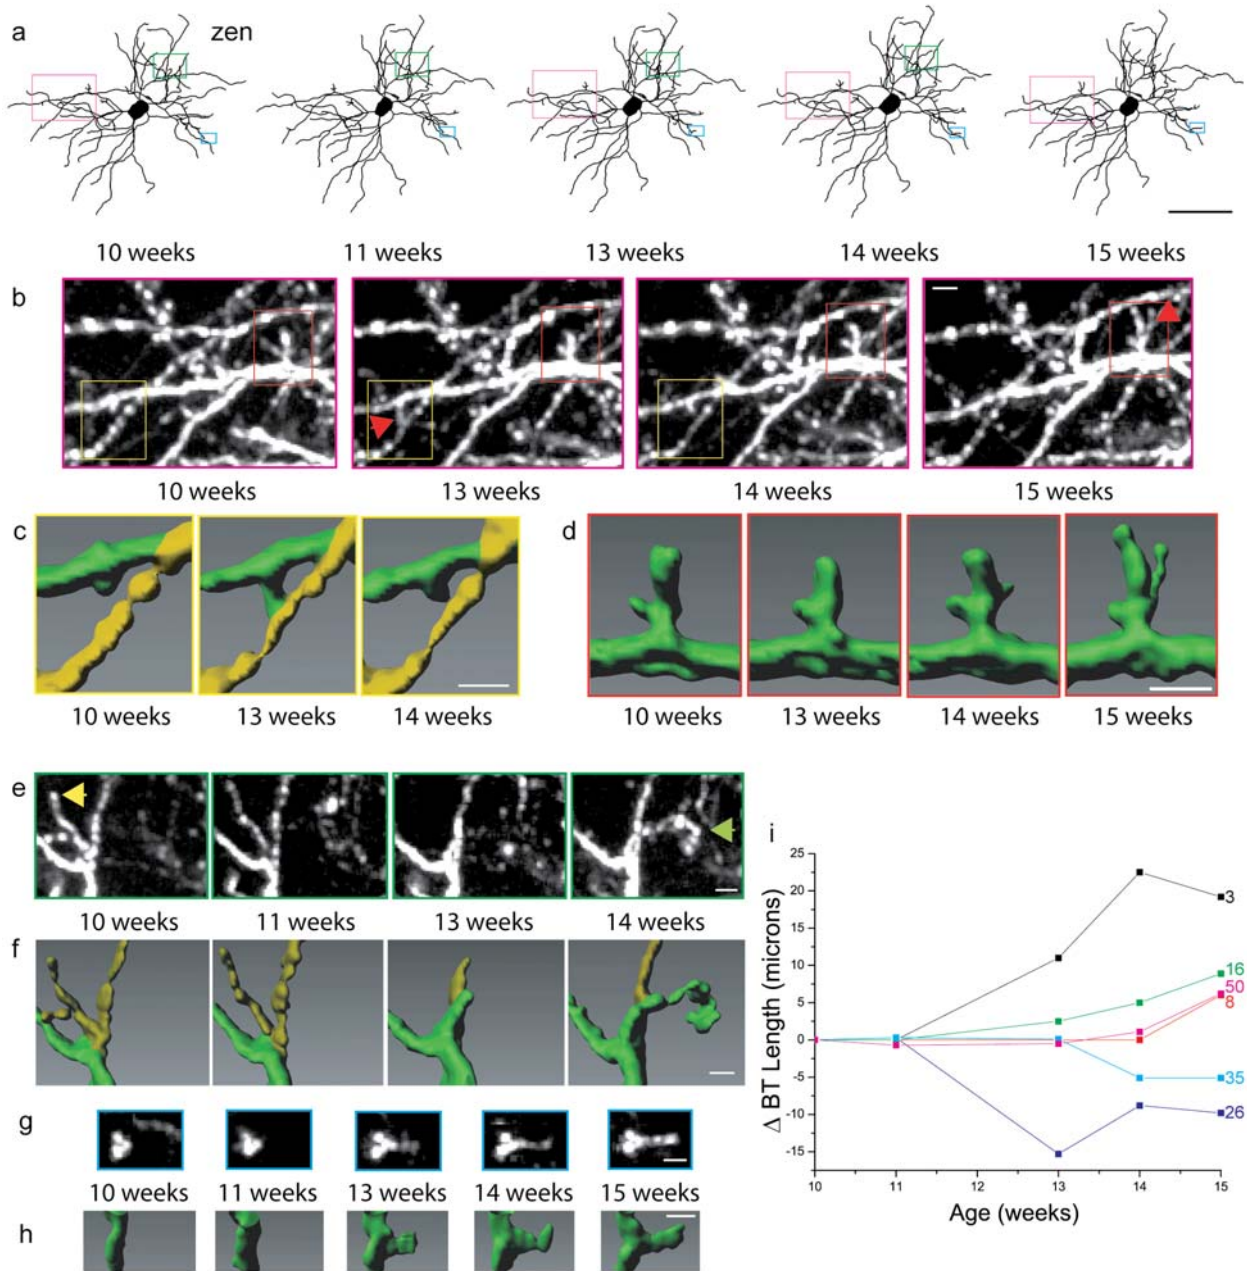 a zen
10 weeks 11 weeks 13 weeks 14 weeks 15 weeks
b
10 weeks 13 weeks 14 weeks 15 weeks
c
10 weeks 13 weeks 14 weeks
d
10 weeks 13 weeks 14 weeks 15 weeks
e
10 weeks 11 weeks 13 weeks 14 weeks
f
g
10 weeks 11 weeks 13 weeks 14 weeks 15 weeks
h
i
Δ BT Length (microns)
25
20
15
10
5
0
-5
-10
-15
3
16
50
8
35
26
10 11 12 13 14 15
Age (weeks)